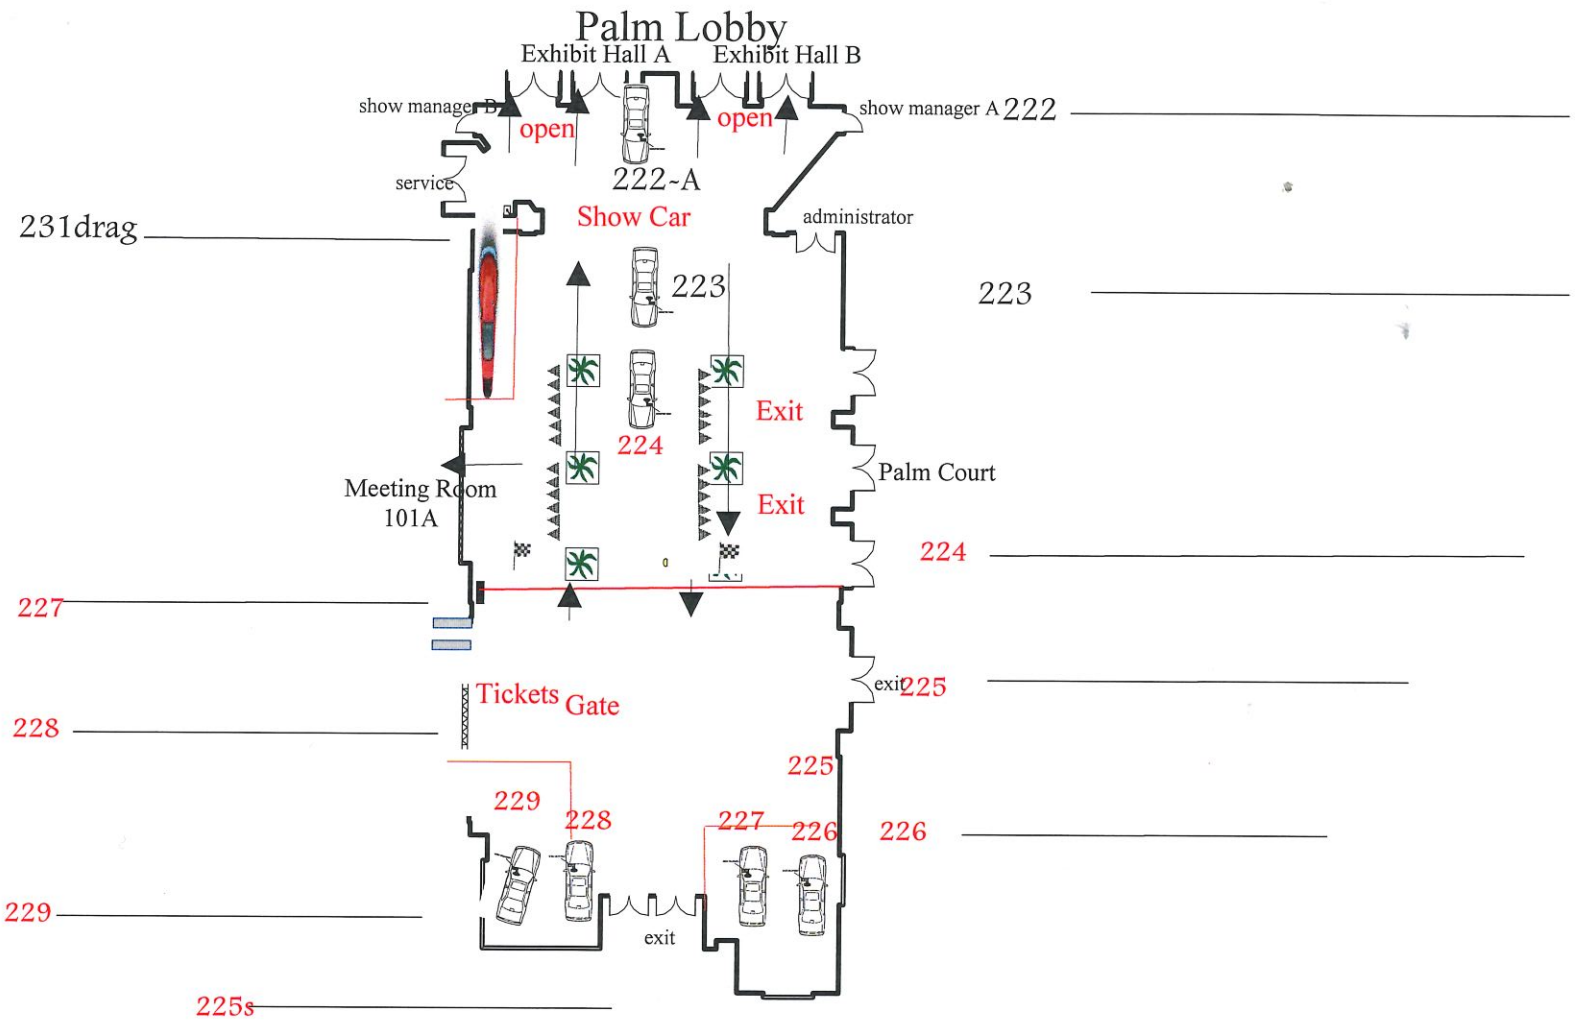 Palm Lobby
Exhibit Hall A
Exhibit Hall B
show manager B
show manager A
222
open
open
service
222~A
Show Car
administrator
231drag
223
223
Exit
224
Meeting Room
101A
Palm Court
Exit
224
227
Tickets
Gate
exit
225
228
225
229
228
227
226
226
229
exit
225s